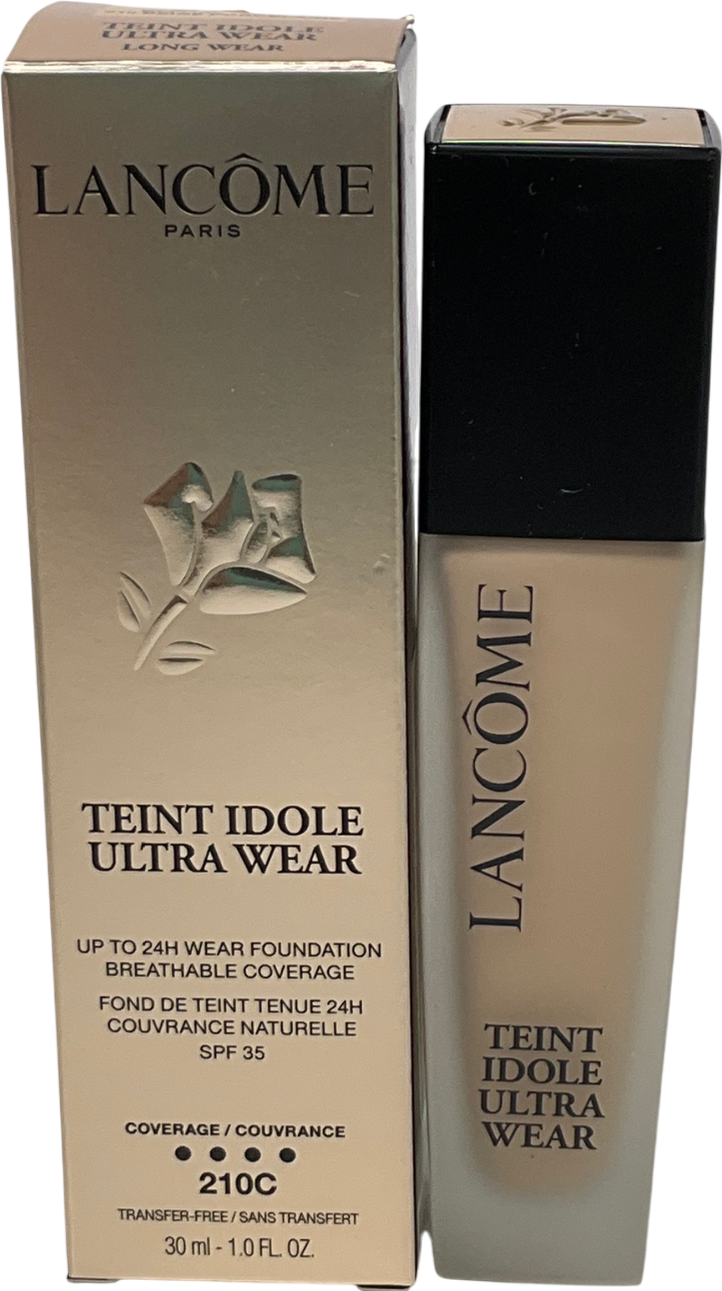 TEINT IDOLE
ULTRA WEAR
LONG WEAR
LANCÔME
PARIS
TEINT IDOLE
ULTRA WEAR
UP TO 24H WEAR FOUNDATION
BREATHABLE COVERAGE
FOND DE TEINT TENUE 24H
COUVRANCE NATURELLE
SPF 35
COVERAGE / COUVRANCE
210C
TRANSFER-FREE / SANS TRANSFERT
30 ml - 1.0 FL. OZ.
LANCÔME
TEINT
IDOLE
ULTRA
WEAR